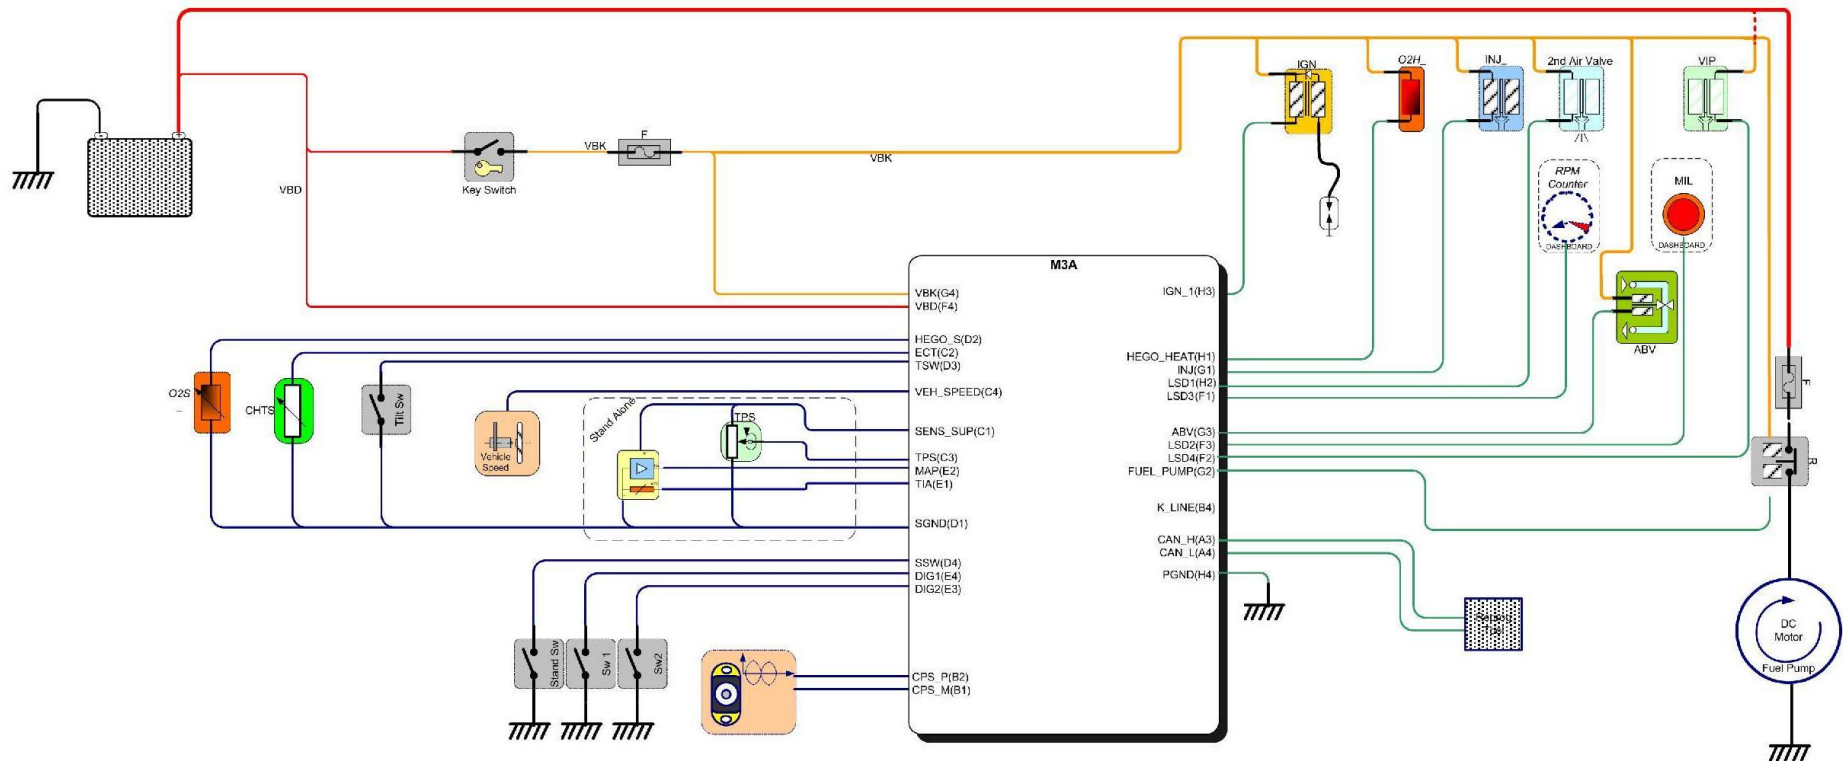 IGN
O2H_
INJ_
2nd Air Valve
VIP
F
VBK
VBK
Key Switch
VBD
RPM
Counter
DASHBOARD
MIL
DASHBOARD
M3A
VBK(G4)
VBD(F4)
IGN_1(H3)
ABV
HEGO_S(D2)
ECT(C2)
TSW(D3)
VEH_SPEED(C4)
SENS_SUP(C1)
TPS(C3)
MAP(E2)
TIA(E1)
SGND(D1)
SSW(D4)
DIG1(E4)
DIG2(E3)
CPS_P(B2)
CPS_M(B1)
HEGO_HEAT(H1)
INJ(G1)
LSD1(H2)
LSD3(F1)
ABV(G3)
LSD2(F3)
LSD4(F2)
FUEL_PUMP(G2)
K_LINE(B4)
CAN_H(A3)
CAN_L(A4)
PGND(H4)
O2S
_
CHTS
Tilt Sw
Vehicle
Speed
Stand Alone
TPS
F
R
Stand Sw
Sw 1
Sw2
DC
Motor
Fuel Pump